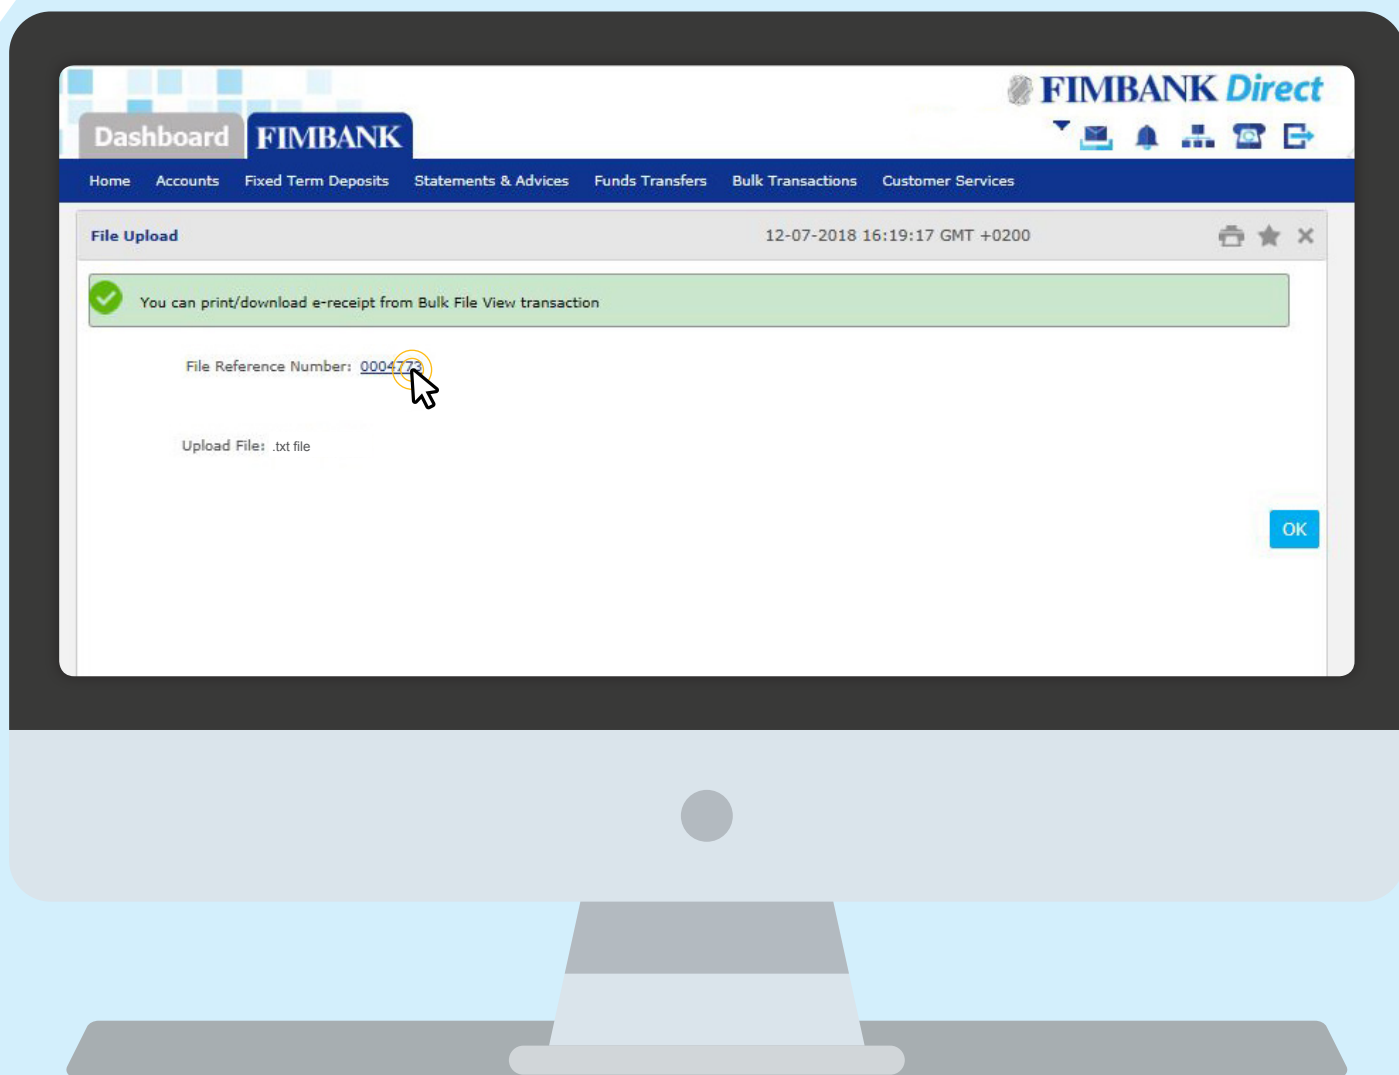 FIMBANK Direct
Dashboard FIMBANK
Home Accounts Fixed Term Deposits Statements & Advices Funds Transfers Bulk Transactions Customer Services
File Upload 12-07-2018 16:19:17 GMT +0200
You can print/download e-receipt from Bulk File View transaction
File Reference Number: 0004773
Upload File: .txt file
OK